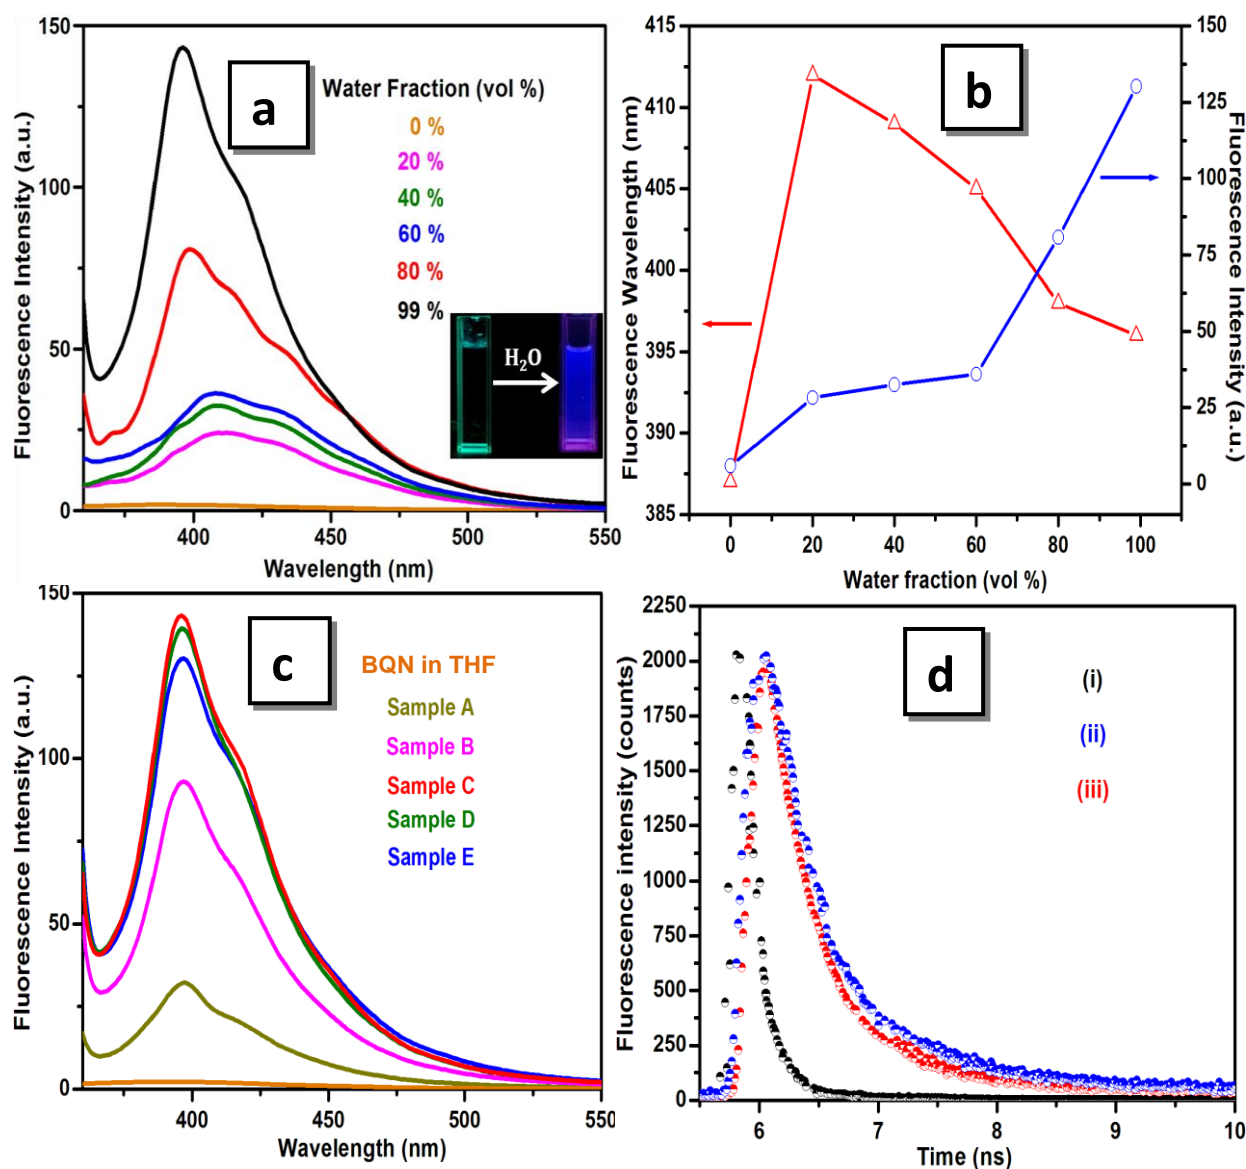 a
Water Fraction (vol %)
0 %
20 %
40 %
60 %
80 %
99 %
H₂O
150
100
50
0
400
450
500
550
Fluorescence Intensity (a.u.)
Wavelength (nm)
b
415
410
405
400
395
390
385
150
125
100
75
50
25
0
0
20
40
60
80
100
Fluorescence Wavelength (nm)
Fluorescence Intensity (a.u.)
Water fraction (vol %)
c
BQN in THF
Sample A
Sample B
Sample C
Sample D
Sample E
150
100
50
0
400
450
500
550
Fluorescence Intensity (a.u.)
Wavelength (nm)
d
(i)
(ii)
(iii)
2250
2000
1750
1500
1250
1000
750
500
250
0
6
7
8
9
10
Fluorescence intensity (counts)
Time (ns)